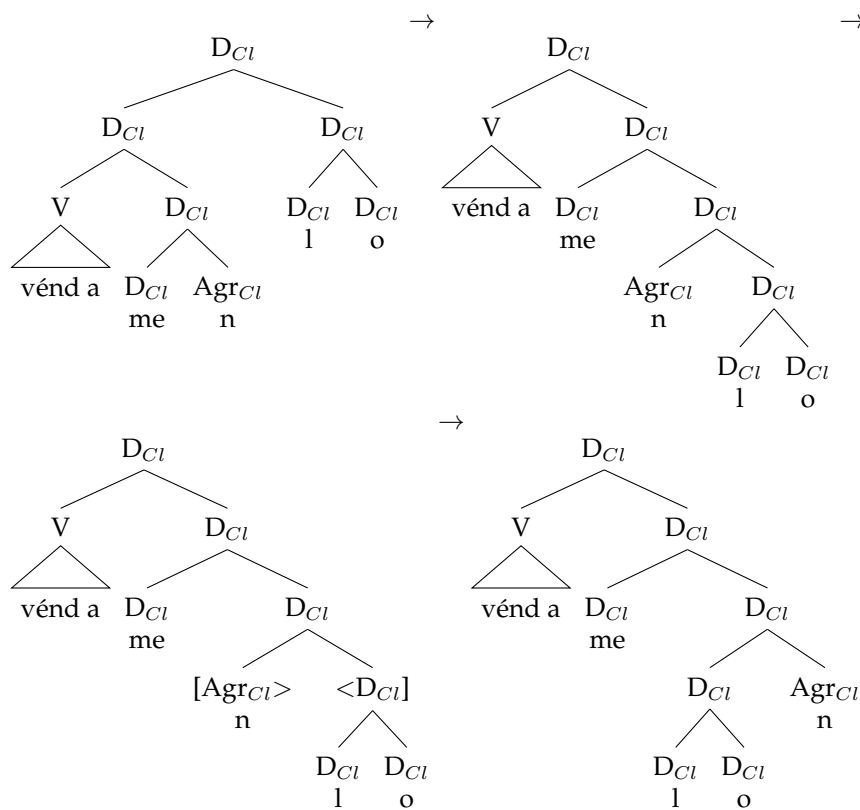 → →
D_Cl D_Cl
D_Cl D_Cl V D_Cl
V D_Cl D_Cl D_Cl vénd a D_Cl D_Cl
l o me
vénd a D_Cl Agr_Cl Agr_Cl D_Cl
me n n
D_Cl D_Cl
l o
→
D_Cl D_Cl
V D_Cl V D_Cl
vénd a D_Cl D_Cl vénd a D_Cl D_Cl
me me
[Agr_Cl> <D_Cl] D_Cl Agr_Cl
n n
D_Cl D_Cl D_Cl D_Cl
l o l o